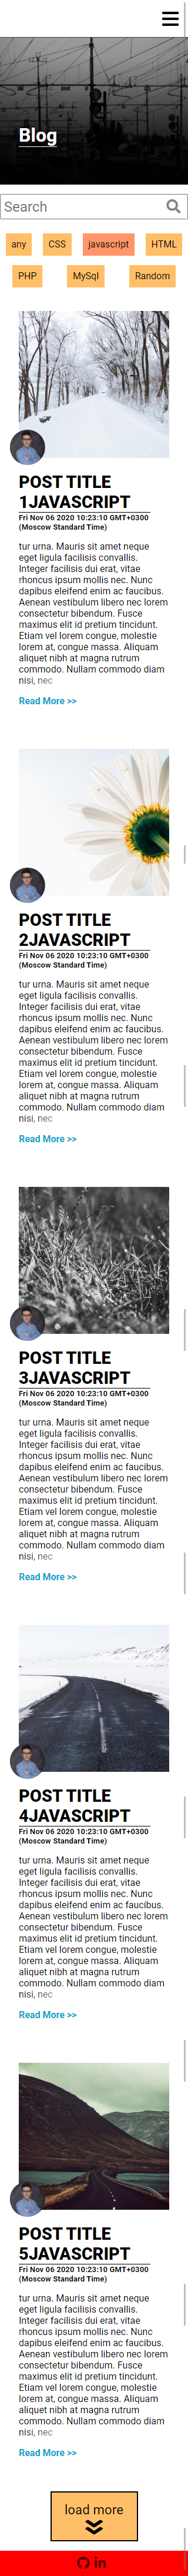 Blog
Search
any CSS javascript HTML
PHP MySql Random
POST TITLE
1JAVASCRIPT
Fri Nov 06 2020 10:23:10 GMT+0300
(Moscow Standard Time)
tur urna. Mauris sit amet neque
eget ligula facilisis convallis.
Integer facilisis dui erat, vitae
rhoncus ipsum mollis nec. Nunc
dapibus eleifend enim ac faucibus.
Aenean vestibulum libero nec lorem
consectetur bibendum. Fusce
maximus elit id pretium tincidunt.
Etiam vel lorem congue, molestie
lorem at, congue massa. Aliquam
aliquet nibh at magna rutrum
commodo. Nullam commodo diam
nisi, nec
Read More >>
POST TITLE
2JAVASCRIPT
Fri Nov 06 2020 10:23:10 GMT+0300
(Moscow Standard Time)
tur urna. Mauris sit amet neque
eget ligula facilisis convallis.
Integer facilisis dui erat, vitae
rhoncus ipsum mollis nec. Nunc
dapibus eleifend enim ac faucibus.
Aenean vestibulum libero nec lorem
consectetur bibendum. Fusce
maximus elit id pretium tincidunt.
Etiam vel lorem congue, molestie
lorem at, congue massa. Aliquam
aliquet nibh at magna rutrum
commodo. Nullam commodo diam
nisi, nec
Read More >>
POST TITLE
3JAVASCRIPT
Fri Nov 06 2020 10:23:10 GMT+0300
(Moscow Standard Time)
tur urna. Mauris sit amet neque
eget ligula facilisis convallis.
Integer facilisis dui erat, vitae
rhoncus ipsum mollis nec. Nunc
dapibus eleifend enim ac faucibus.
Aenean vestibulum libero nec lorem
consectetur bibendum. Fusce
maximus elit id pretium tincidunt.
Etiam vel lorem congue, molestie
lorem at, congue massa. Aliquam
aliquet nibh at magna rutrum
commodo. Nullam commodo diam
nisi, nec
Read More >>
POST TITLE
4JAVASCRIPT
Fri Nov 06 2020 10:23:10 GMT+0300
(Moscow Standard Time)
tur urna. Mauris sit amet neque
eget ligula facilisis convallis.
Integer facilisis dui erat, vitae
rhoncus ipsum mollis nec. Nunc
dapibus eleifend enim ac faucibus.
Aenean vestibulum libero nec lorem
consectetur bibendum. Fusce
maximus elit id pretium tincidunt.
Etiam vel lorem congue, molestie
lorem at, congue massa. Aliquam
aliquet nibh at magna rutrum
commodo. Nullam commodo diam
nisi, nec
Read More >>
POST TITLE
5JAVASCRIPT
Fri Nov 06 2020 10:23:10 GMT+0300
(Moscow Standard Time)
tur urna. Mauris sit amet neque
eget ligula facilisis convallis.
Integer facilisis dui erat, vitae
rhoncus ipsum mollis nec. Nunc
dapibus eleifend enim ac faucibus.
Aenean vestibulum libero nec lorem
consectetur bibendum. Fusce
maximus elit id pretium tincidunt.
Etiam vel lorem congue, molestie
lorem at, congue massa. Aliquam
aliquet nibh at magna rutrum
commodo. Nullam commodo diam
nisi, nec
Read More >>
load more
in